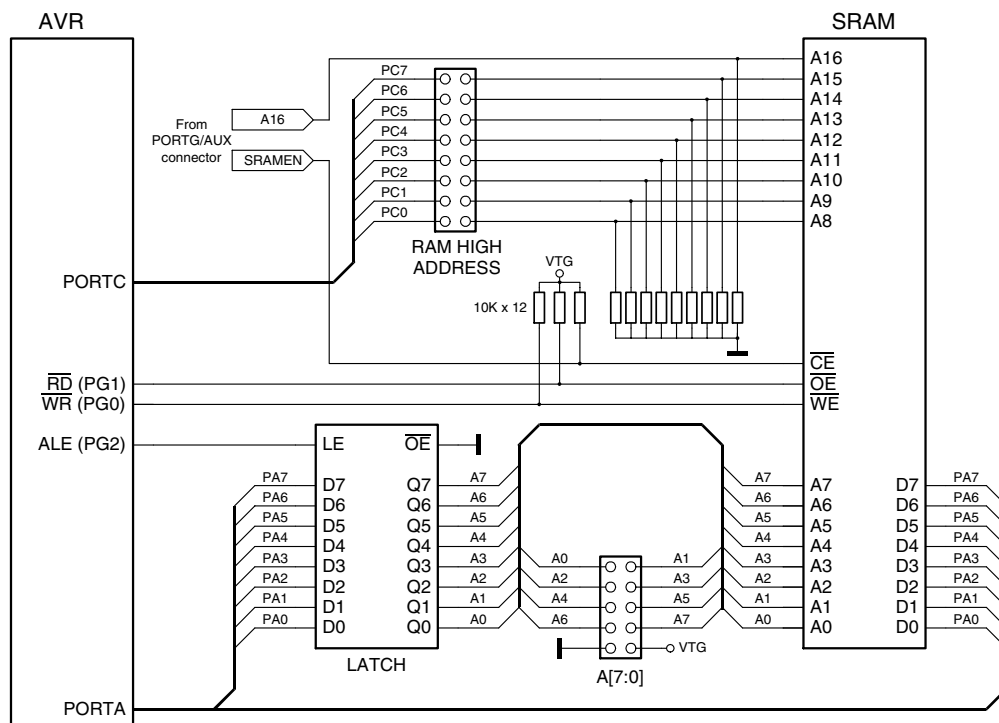 AVR
SRAM
A16
PC7
A15
PC6
A14
From
PORTG/AUX
connector
A16
PC5
A13
PC4
A12
SRAMEN
PC3
A11
PC2
A10
PC1
A9
PC0
A8
RAM HIGH
ADDRESS
VTG
PORTC
10K x 12
CE
RD (PG1)
OE
WR (PG0)
WE
ALE (PG2)
LE
OE
PA7
D7
Q7
A7
A7
A7
D7
PA7
PA6
D6
Q6
A6
A6
A6
D6
PA6
PA5
D5
Q5
A5
A5
A5
D5
PA5
PA4
D4
Q4
A4
A4
A4
D4
PA4
PA3
D3
Q3
A3
A0
A1
A3
A3
D3
PA3
PA2
D2
Q2
A2
A2
A3
A2
A2
D2
PA2
PA1
D1
Q1
A1
A4
A5
A1
A1
D1
PA1
PA0
D0
Q0
A0
A6
A7
A0
A0
D0
PA0
VTG
LATCH
A[7:0]
PORTA